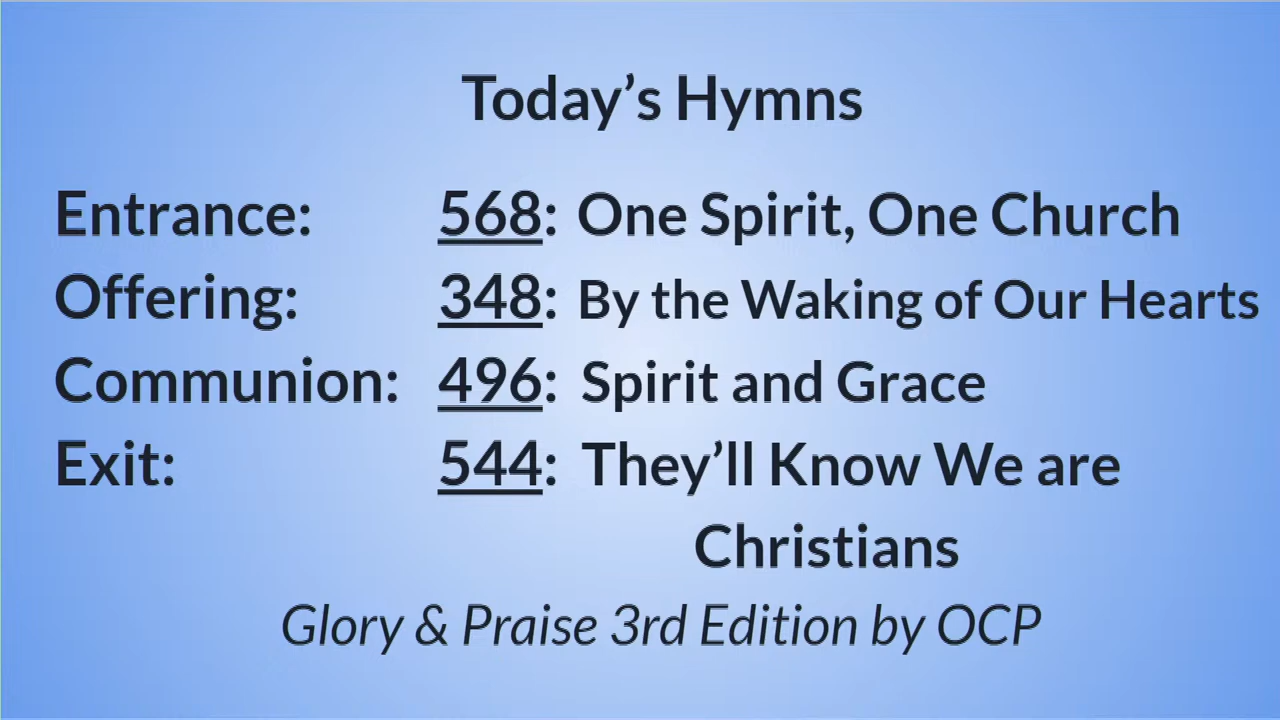 Today’s Hymns
Entrance: 568: One Spirit, One Church
Offering: 348: By the Waking of Our Hearts
Communion: 496: Spirit and Grace
Exit: 544: They’ll Know We are
Christians
Glory & Praise 3rd Edition by OCP